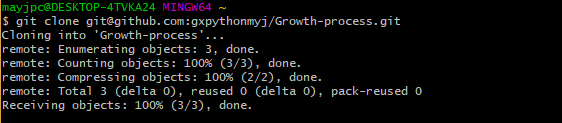 mayjpc@DESKTOP-4TVKA24 MINGW64 ~
$ git clone git@github.com:gxpythonmyj/Growth-process.git
Cloning into 'Growth-process'...
remote: Enumerating objects: 3, done.
remote: Counting objects: 100% (3/3), done.
remote: Compressing objects: 100% (2/2), done.
remote: Total 3 (delta 0), reused 0 (delta 0), pack-reused 0
Receiving objects: 100% (3/3), done.